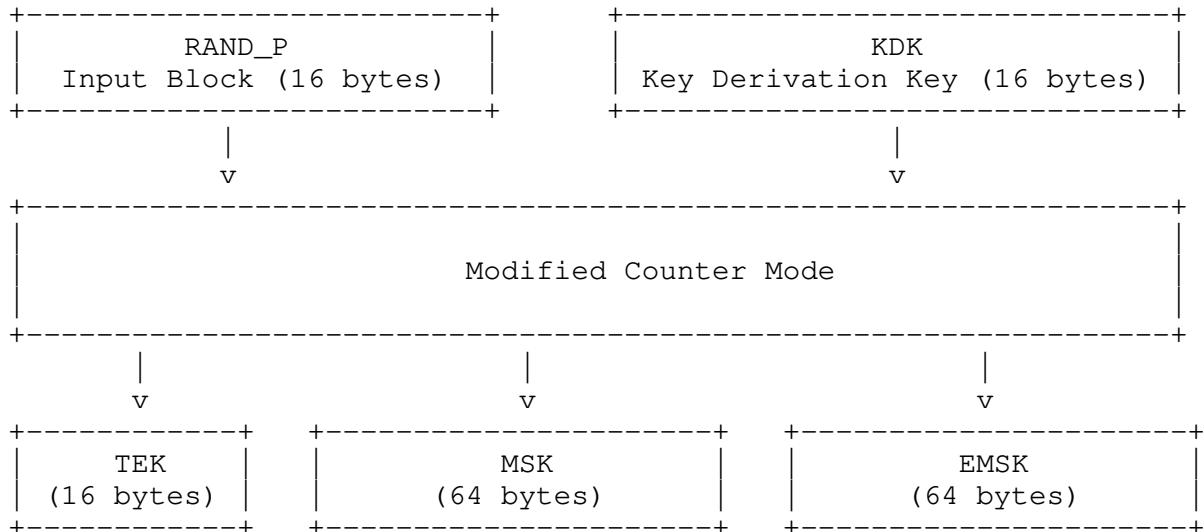 RAND_P
KDK
Input Block (16 bytes)
Key Derivation Key (16 bytes)
Modified Counter Mode
TEK
MSK
EMSK
(16 bytes)
(64 bytes)
(64 bytes)